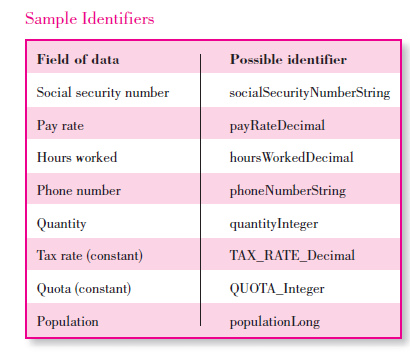 Sample Identifiers
Field of data Possible identifier
Social security number socialSecurityNumberString
Pay rate payRateDecimal
Hours worked hoursWorkedDecimal
Phone number phoneNumberString
Quantity quantityInteger
Tax rate (constant) TAX_RATE_Decimal
Quota (constant) QUOTA_Integer
Population populationLong